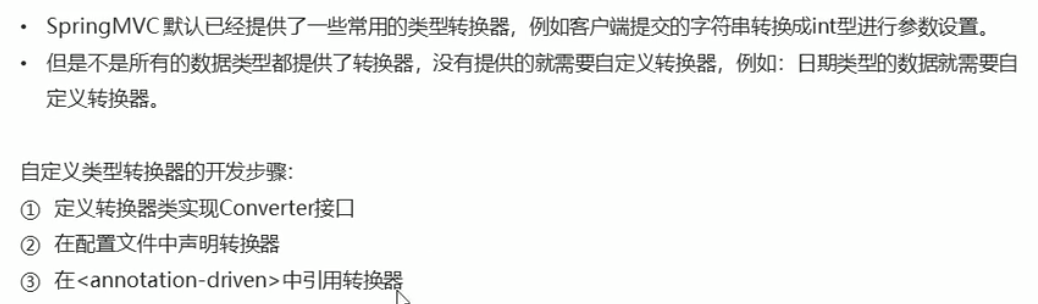 • SpringMVC 默认已经提供了一些常用的类型转换器，例如客户端提交的字符串转换成int型进行参数设置。
• 但是不是所有的数据类型都提供了转换器，没有提供的就需要自定义转换器，例如：日期类型的数据就需要自
定义转换器。
自定义类型转换器的开发步骤：
① 定义转换器类实现Converter接口
② 在配置文件中声明转换器
③ 在<annotation-driven>中引用转换器